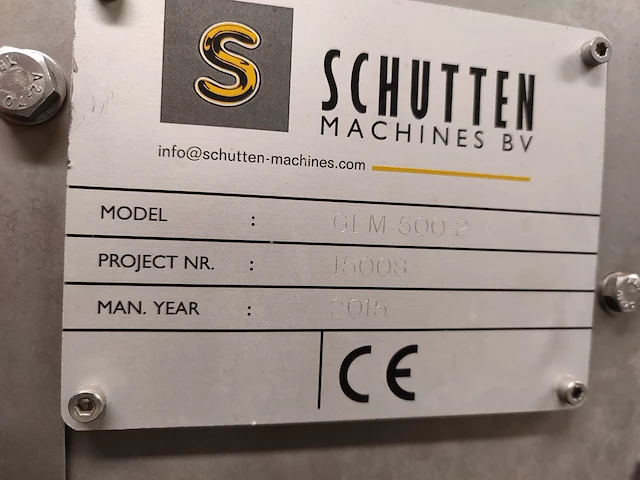 S
SCHUTTEN
MACHINES BV
info@schutten-machines.com
MODEL : GLM-500-2
PROJECT NR. : 15008
MAN. YEAR : 2015
CE